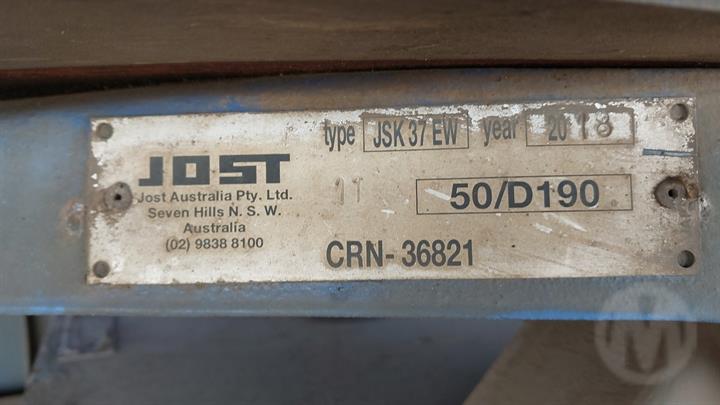 JOST
Jost Australia Pty. Ltd.
Seven Hills N. S. W.
Australia
(02) 9838 8100
type JSK 37 EW year 2018
1T 50/D190
CRN- 36821
M